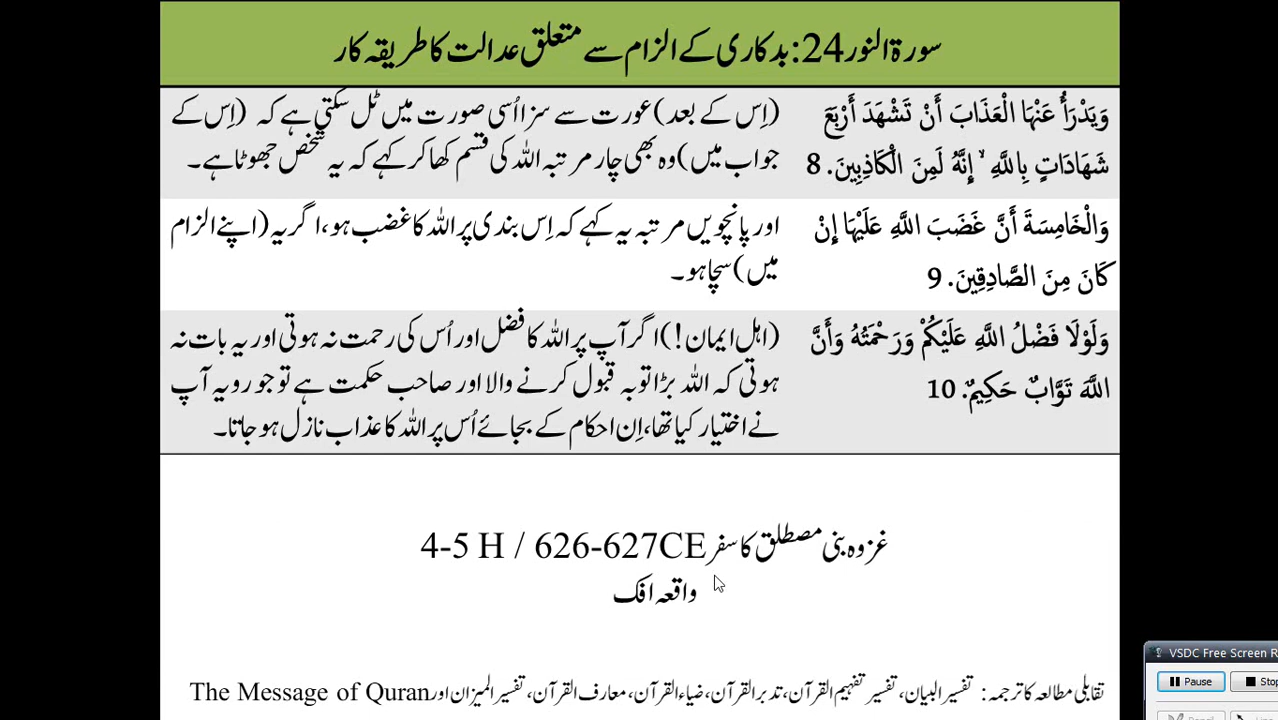 سورۃ النور 24: بدکاری کے الزام سے متعلق عدالت کا طریقہ کار
وَيَدْرَأُ عَنْهَا الْعَذَابَ أَنْ تَشْهَدَ أَرْبَعَ
شَهَادَاتٍ بِاللَّهِ ۙ إِنَّهُ لَمِنَ الْكَاذِبِينَ. 8
(اِس کے بعد) عورت سے سزا اُسی صورت میں ٹل سکتی ہے کہ (اِس کے
جواب میں) وہ بھی چار مرتبہ اللہ کی قسم کھا کر کہے کہ یہ شخص جھوٹا ہے۔
وَالْخَامِسَةَ أَنَّ غَضَبَ اللَّهِ عَلَيْهَا إِنْ
كَانَ مِنَ الصَّادِقِينَ. 9
اور پانچویں مرتبہ یہ کہے کہ اِس بندی پر اللہ کا غضب ہو، اگر یہ (اپنے الزام
میں) سچا ہو۔
وَلَوْلَا فَضْلُ اللَّهِ عَلَيْكُمْ وَرَحْمَتُهُ وَأَنَّ
اللَّهَ تَوَّابٌ حَكِيمٌ. 10
(اہل ایمان!) اگر آپ پر اللہ کا فضل اور اُس کی رحمت نہ ہوتی اور یہ بات نہ
ہوتی کہ اللہ بڑا توبہ قبول کرنے والا اور صاحب حکمت ہے تو جو رویہ آپ
نے اختیار کیا تھا، اِن احکام کے بجائے اُس پر اللہ کا عذاب نازل ہو جاتا۔
غزوہ بنی مصطلق کا سفر 4-5 H / 626-627CE
واقعہ افک
تقابلی مطالعہ کا ترجمہ: تفسیر البیان، تفسیر تفہیم القرآن، تدبر القرآن، ضیاء القرآن، معارف القرآن، تفسیر المیزان اور The Message of Quran
VSDC Free Screen R
Pause
Stop